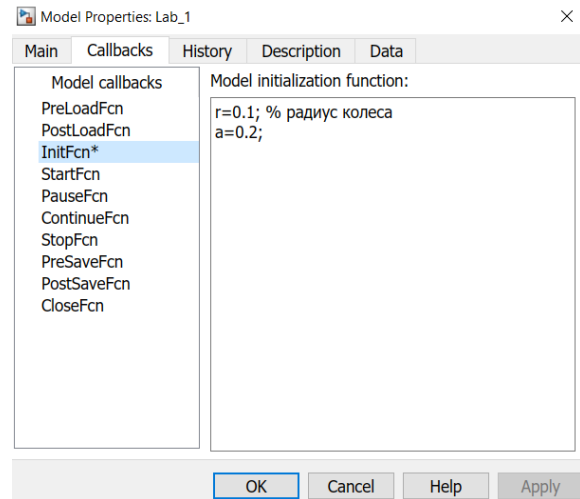 Model Properties: Lab_1
Main Callbacks History Description Data
Model callbacks
PreLoadFcn
PostLoadFcn
InitFcn*
StartFcn
PauseFcn
ContinueFcn
StopFcn
PreSaveFcn
PostSaveFcn
CloseFcn
Model initialization function:
r=0.1; % радиус колеса
a=0.2;
OK Cancel Help Apply